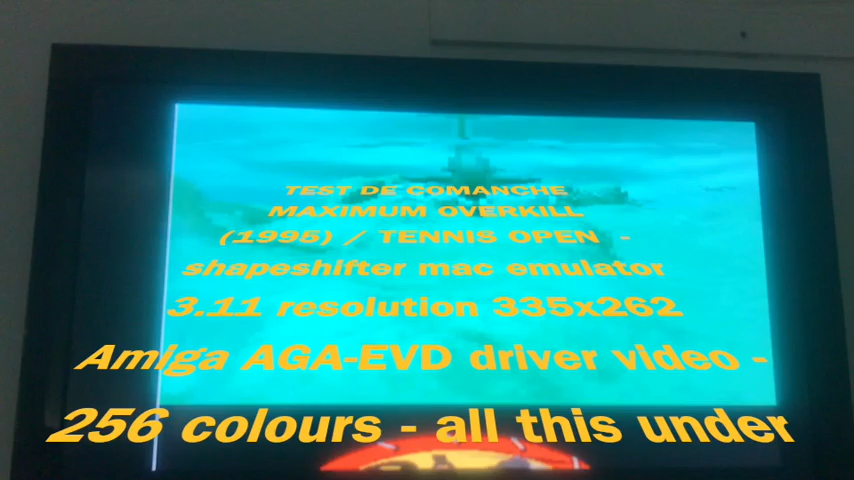 TEST DE COMANCHE
MAXIMUM OVERKILL
(1995) / TENNIS OPEN -
shapeshifter mac emulator
3.11 resolution 335x262
Amiga AGA-EVD driver video -
256 colours - all this under